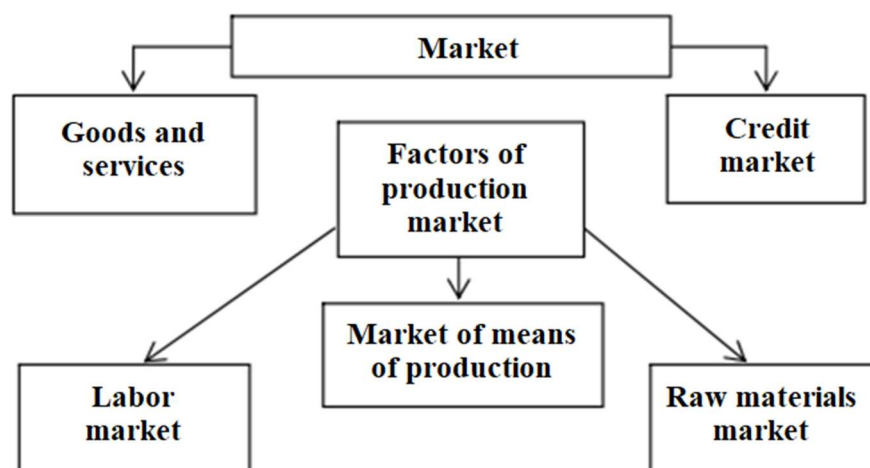 Market
Goods and
services
Factors of
production
market
Credit
market
Market of means
of production
Labor
market
Raw materials
market